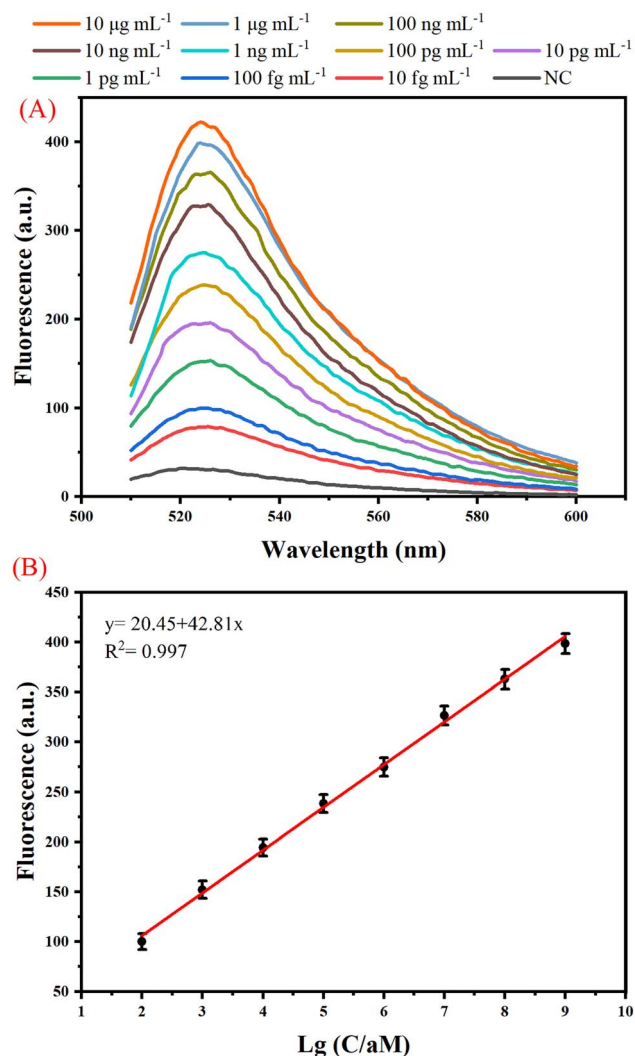 10 μg mL⁻¹ 1 μg mL⁻¹ 100 ng mL⁻¹
10 ng mL⁻¹ 1 ng mL⁻¹ 100 pg mL⁻¹ 10 pg mL⁻¹
1 pg mL⁻¹ 100 fg mL⁻¹ 10 fg mL⁻¹ NC
(A)
Fluorescence (a.u.)
400
300
200
100
0
500 520 540 560 580 600
Wavelength (nm)
(B)
y= 20.45+42.81x
R²= 0.997
Fluorescence (a.u.)
450
400
350
300
250
200
150
100
50
1 2 3 4 5 6 7 8 9 10
Lg (C/aM)